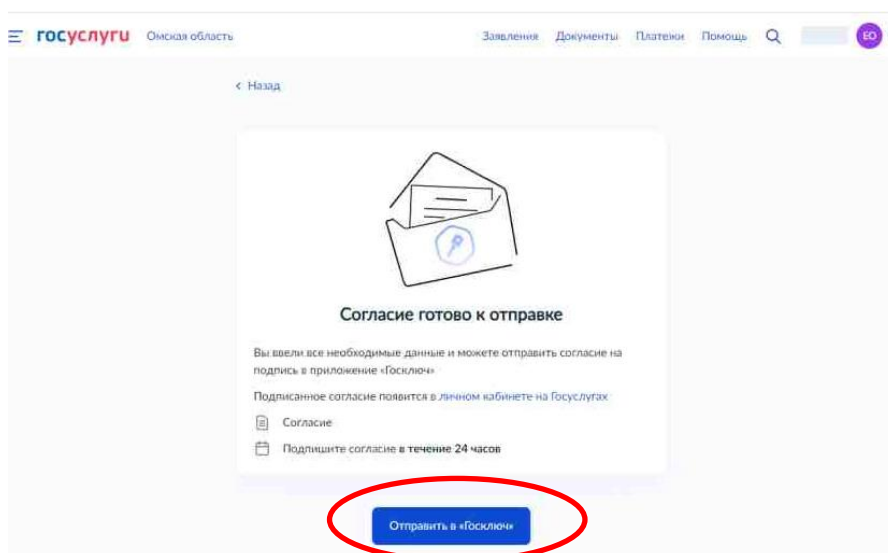 госуслуги Омская область Заявления Документы Платежи Помощь ЕО
Назад
Согласие готово к отправке
Вы ввели все необходимые данные и можете отправить согласие на
подпись в приложение «Госключ»
Подписанное согласие появится в личном кабинете на Госуслугах
Согласие
Подпишите согласие в течение 24 часов
Отправить в «Госключ»